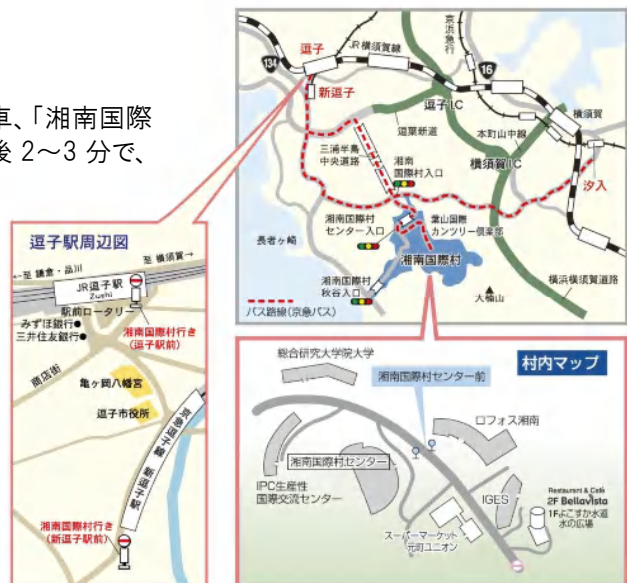 車、「湘南国際
後 2～3 分で、
134
逗子
JR横須賀線
京浜急行
16
新逗子
逗子IC
横須賀
逗葉新道
本町山中線
三浦半島
中央道路
湘南
国際村入口
横須賀IC
汐入
湘南国際村
センター入口
葉山国際
カンツリー倶楽部
長者ヶ崎
湘南国際村
湘南国際村
秋谷入口
大楠山
横浜横須賀道路
バス路線(京急バス)
逗子駅周辺図
←至 鎌倉・品川
至 横須賀→
JR逗子駅
Zushi
駅前ロータリー
みずほ銀行●
三井住友銀行●
湘南国際村行き
(逗子駅前)
商店街
亀ヶ岡八幡宮
逗子市役所
京急逗子線 新逗子駅
湘南国際村行き
(新逗子駅前)
村内マップ
総合研究大学院大学
湘南国際村センター前
ロフォス湘南
湘南国際村センター
IPC生産性
国際交流センター
IGES
Restaurant & Café
2F Bellavista
1Fよこすか水道
水の広場
スーパーマーケット
元町ユニオン